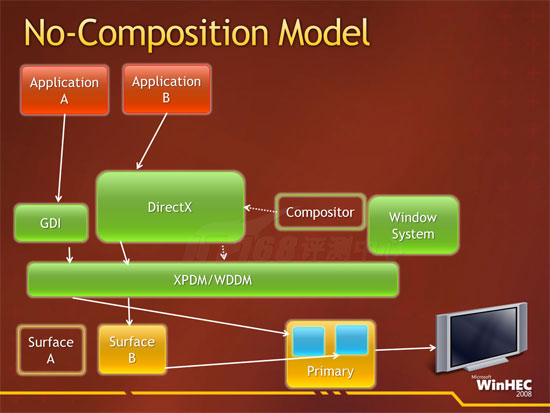 No-Composition Model
Application
A
Application
B
GDI
DirectX
Compositor
Window
System
XPDM/WDDM
Surface
A
Surface
B
Primary
Microsoft
WinHEC
2008